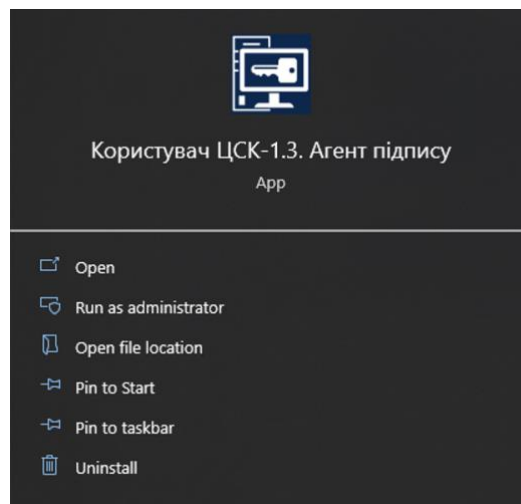 Користувач ЦСК-1.3. Агент підпису
App
Open
Run as administrator
Open file location
Pin to Start
Pin to taskbar
Uninstall